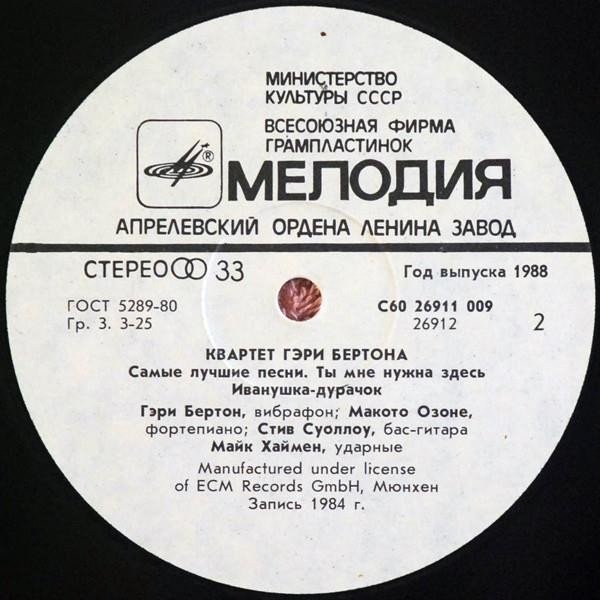 МИНИСТЕРСТВО
КУЛЬТУРЫ СССР
ВСЕСОЮЗНАЯ ФИРМА
ГРАМПЛАСТИНОК
®
МЕЛОДИЯ
АПРЕЛЕВСКИЙ ОРДЕНА ЛЕНИНА ЗАВОД
СТЕРЕО 33
Год выпуска 1988
ГОСТ 5289-80
Гр. 3. 3-25
С60 26911 009
26912
2
КВАРТЕТ ГЭРИ БЕРТОНА
Самые лучшие песни. Ты мне нужна здесь
Иванушка-дурачок
Гэри Бертон, вибрафон; Макото Озоне,
фортепиано; Стив Суоллоу, бас-гитара
Майк Хаймен, ударные
Manufactured under license
of ECM Records GmbH, Мюнхен
Запись 1984 г.